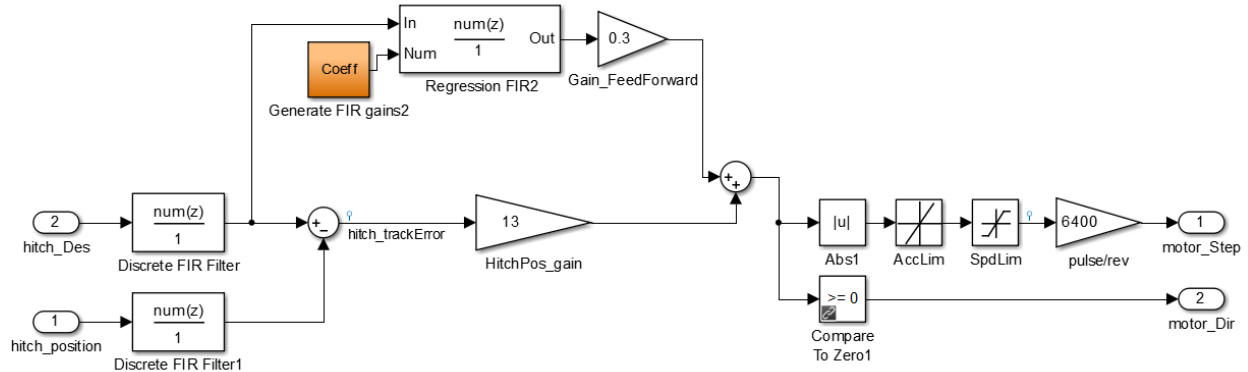 In
num(z)
1
Out
Num
Regression FIR2
Coeff
Generate FIR gains2
0.3
Gain_FeedForward
2
hitch_Des
num(z)
1
Discrete FIR Filter
+
−
hitch_trackError
13
HitchPos_gain
+
+
|u|
Abs1
AccLim
SpdLim
6400
pulse/rev
1
motor_Step
1
hitch_position
num(z)
1
Discrete FIR Filter1
>= 0
Compare
To Zero1
2
motor_Dir